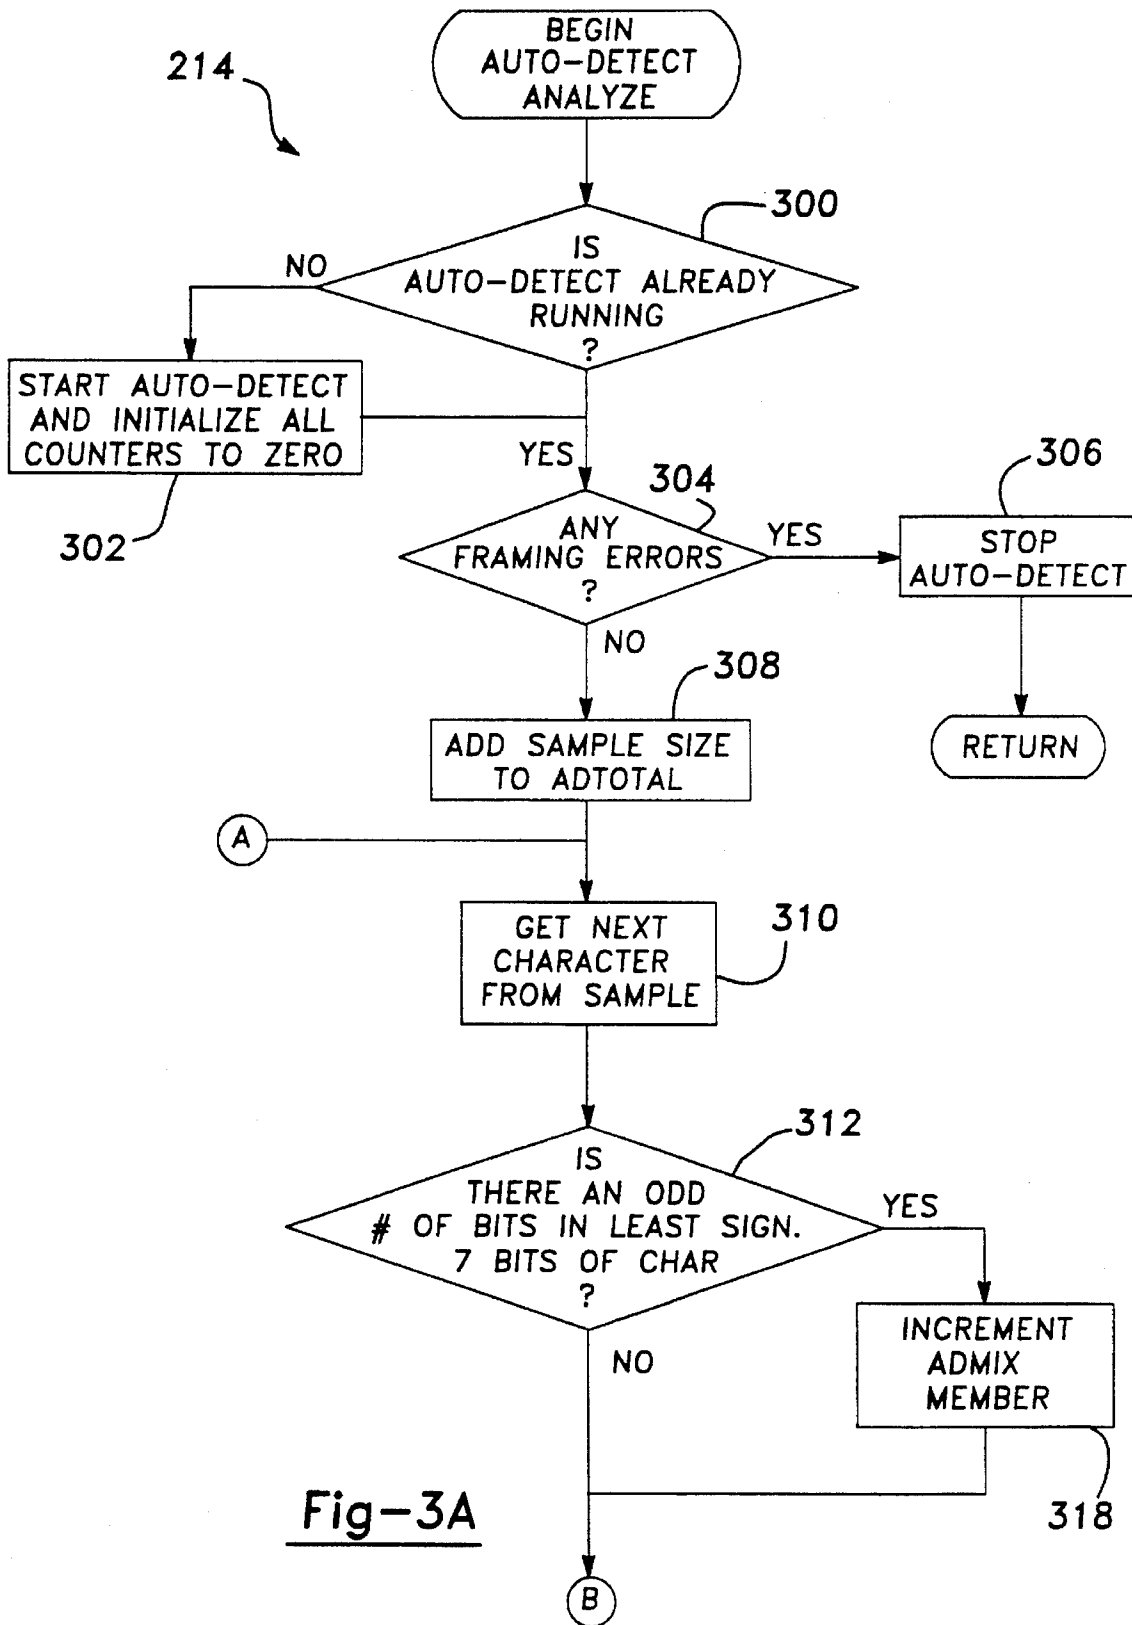 BEGIN
AUTO-DETECT
ANALYZE
214
300
IS
AUTO-DETECT ALREADY
RUNNING
?
NO
START AUTO-DETECT
AND INITIALIZE ALL
COUNTERS TO ZERO
302
YES
304
ANY
FRAMING ERRORS
?
YES
306
STOP
AUTO-DETECT
NO
RETURN
308
ADD SAMPLE SIZE
TO ADTOTAL
A
310
GET NEXT
CHARACTER
FROM SAMPLE
312
IS
THERE AN ODD
# OF BITS IN LEAST SIGN.
7 BITS OF CHAR
?
YES
INCREMENT
ADMIX
MEMBER
318
NO
Fig-3A
B